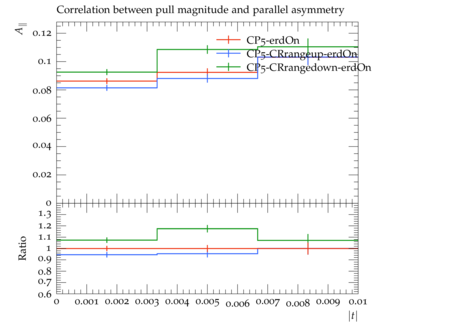 Correlation between pull magnitude and parallel asymmetry
A∥
0.12
0.1
0.08
0.06
0.04
0.02
0
CP5-erdOn
CP5-CRrangeup-erdOn
CP5-CRrangedown-erdOn
Ratio
1.3
1.2
1.1
1
0.9
0.8
0.7
0.6
0 0.001 0.002 0.003 0.004 0.005 0.006 0.007 0.008 0.009 0.01
|t|